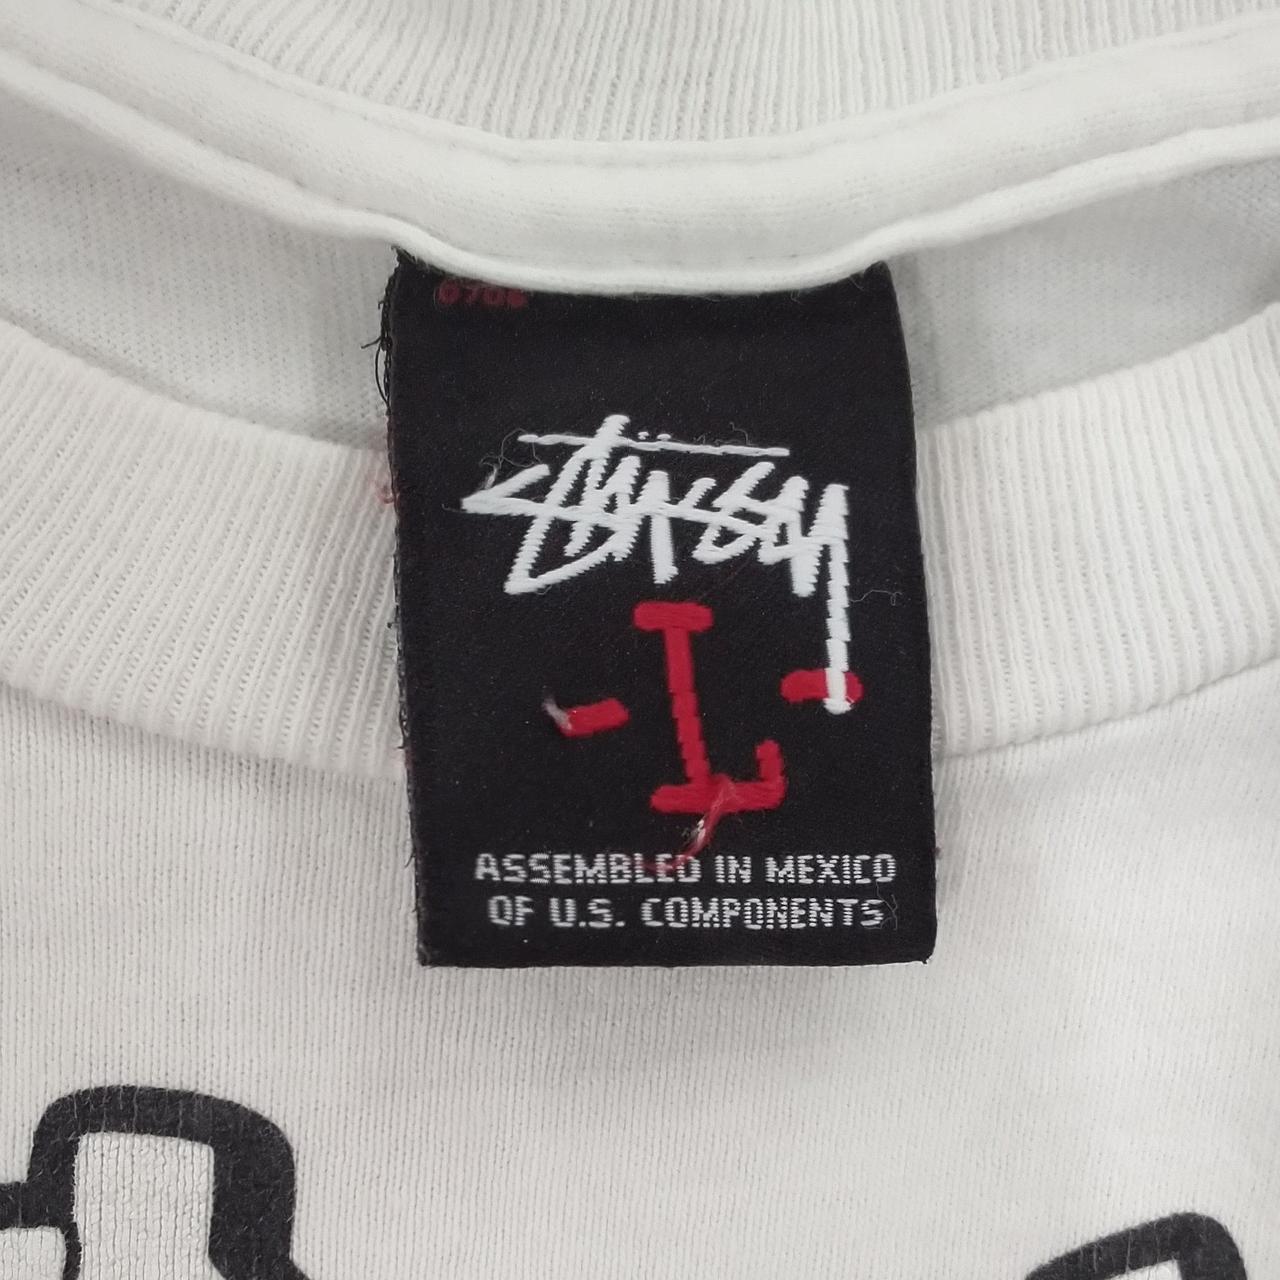 STÜSSY
-L-
ASSEMBLED IN MEXICO
OF U.S. COMPONENTS